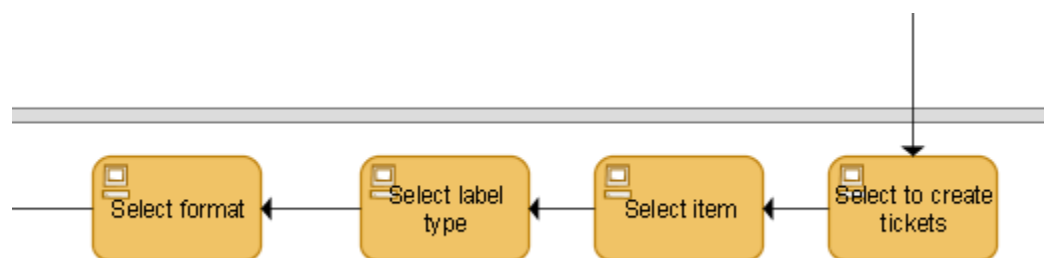 Select format
Select label
type
Select item
Select to create
tickets